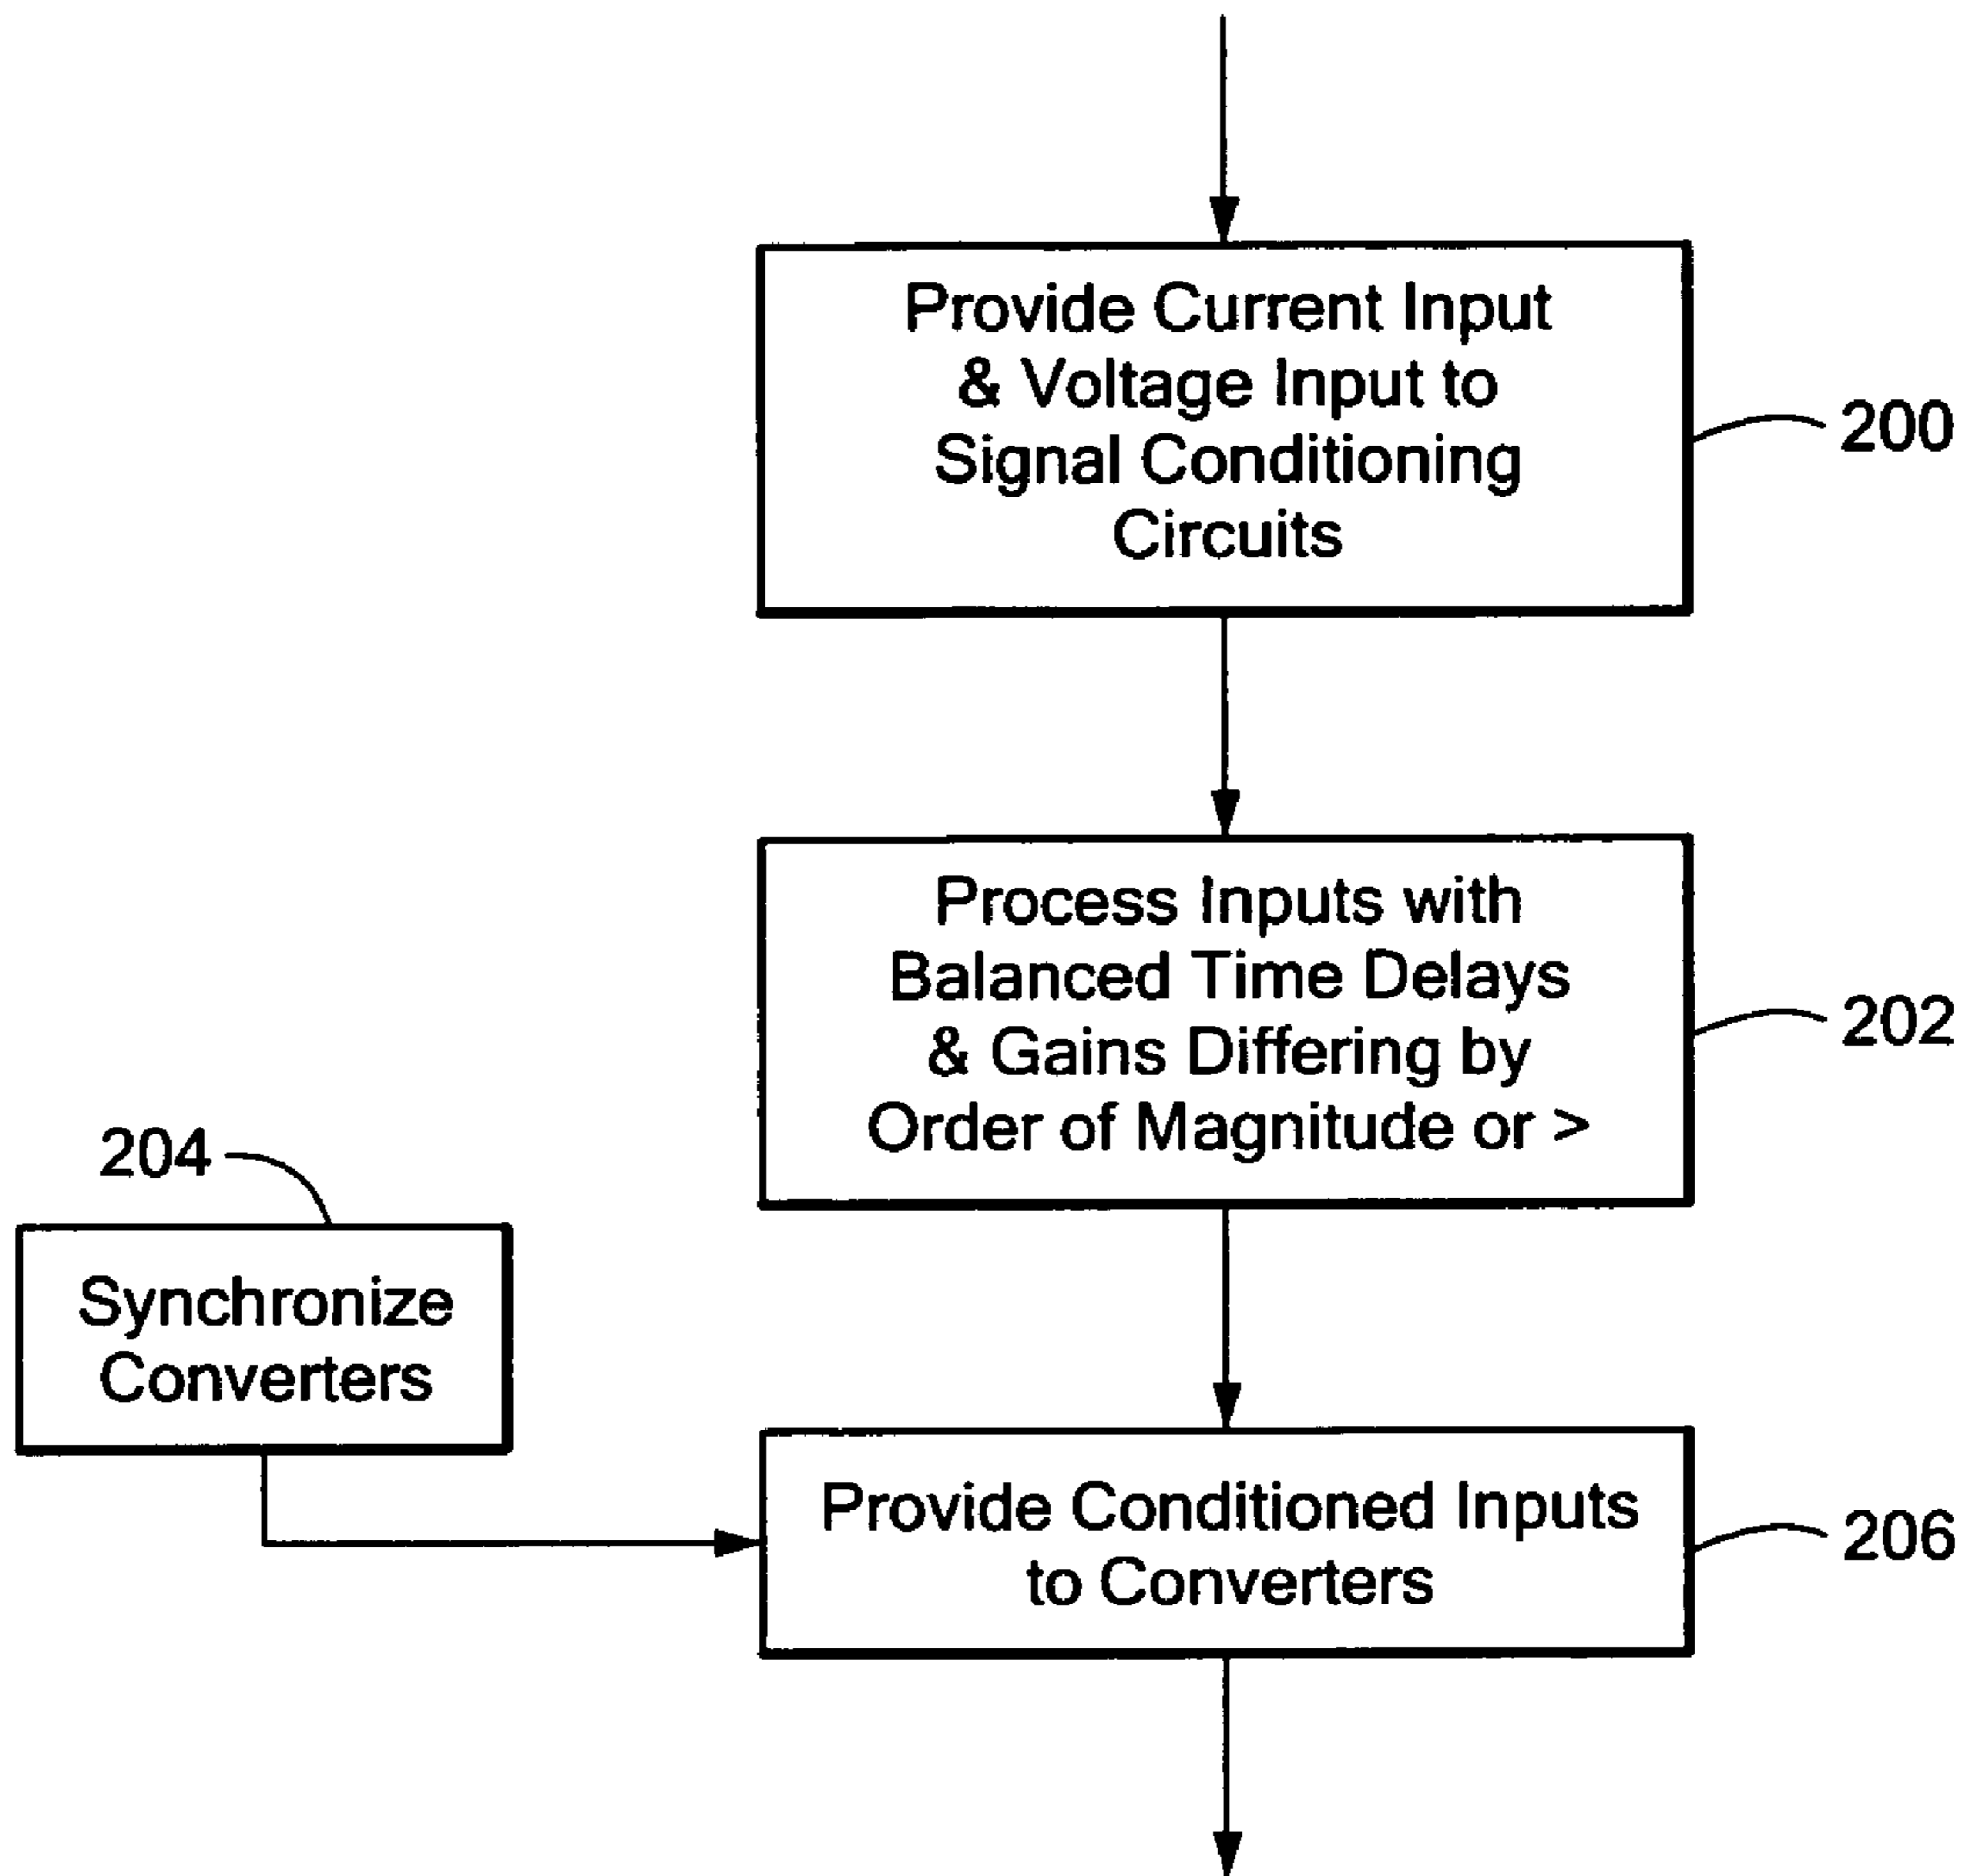 Provide Current Input
& Voltage Input to
Signal Conditioning
Circuits
200
Process Inputs with
Balanced Time Delays
& Gains Differing by
Order of Magnitude or >
202
204
Synchronize
Converters
Provide Conditioned Inputs
to Converters
206